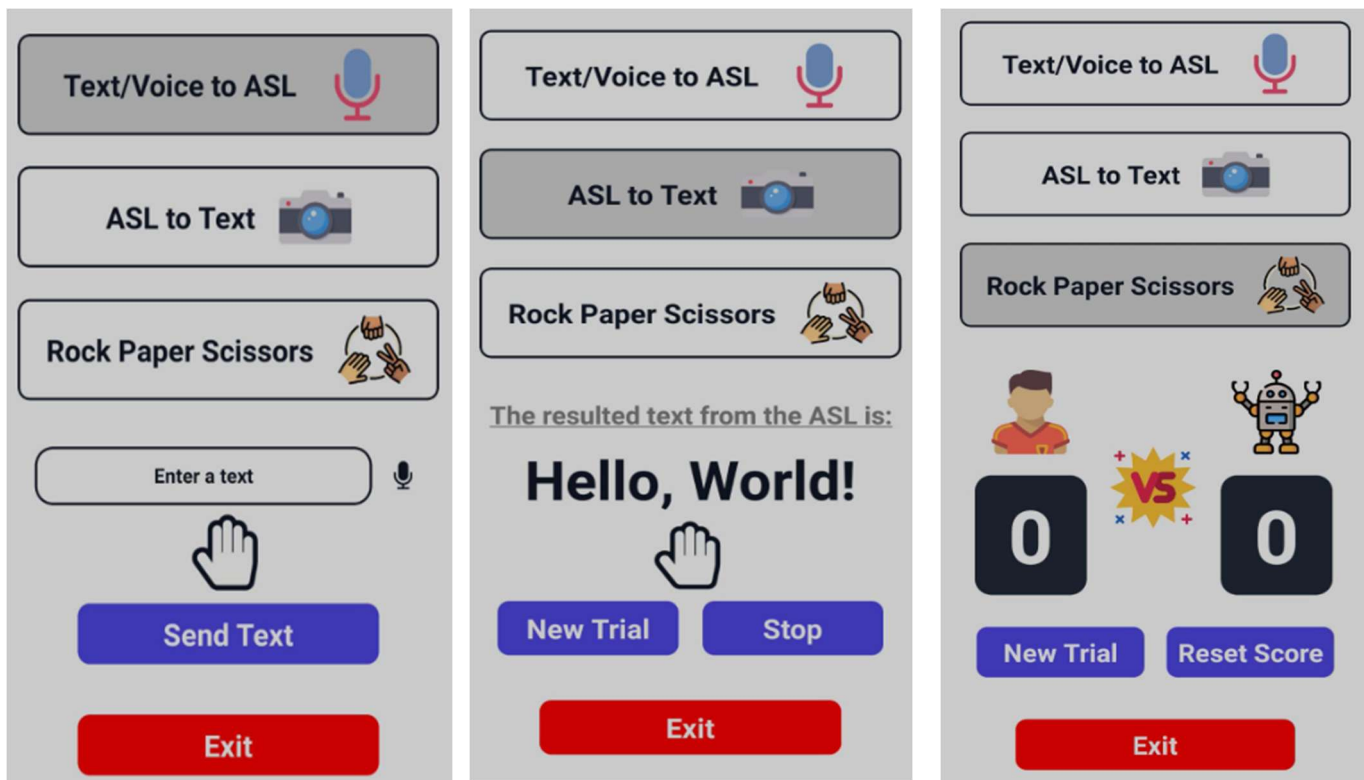 Text/Voice to ASL
ASL to Text
Rock Paper Scissors
Enter a text
Send Text
Exit
Text/Voice to ASL
ASL to Text
Rock Paper Scissors
The resulted text from the ASL is:
Hello, World!
New Trial
Stop
Exit
Text/Voice to ASL
ASL to Text
Rock Paper Scissors
VS
0
0
New Trial
Reset Score
Exit